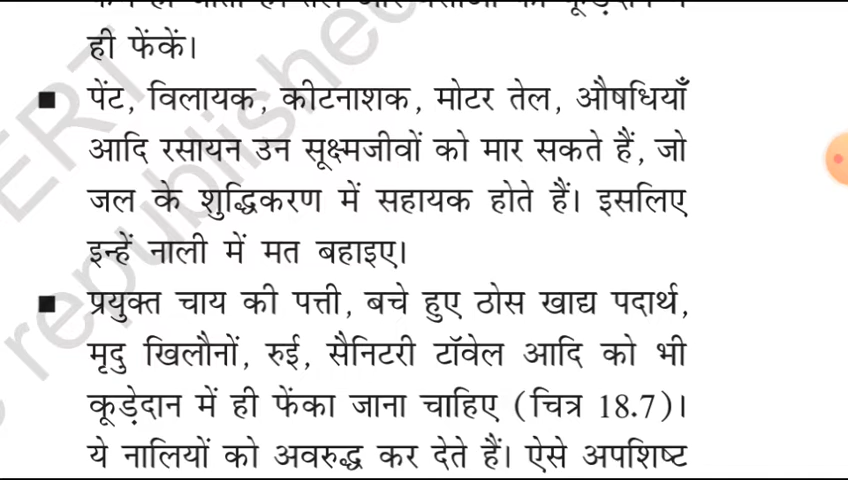 ही फेंकें।
■ पेंट, विलायक, कीटनाशक, मोटर तेल, औषधियाँ
आदि रसायन उन सूक्ष्मजीवों को मार सकते हैं, जो
जल के शुद्धिकरण में सहायक होते हैं। इसलिए
इन्हें नाली में मत बहाइए।
■ प्रयुक्त चाय की पत्ती, बचे हुए ठोस खाद्य पदार्थ,
मृदु खिलौनों, रुई, सैनिटरी टॉवेल आदि को भी
कूड़ेदान में ही फेंका जाना चाहिए (चित्र 18.7)।
ये नालियों को अवरुद्ध कर देते हैं। ऐसे अपशिष्ट